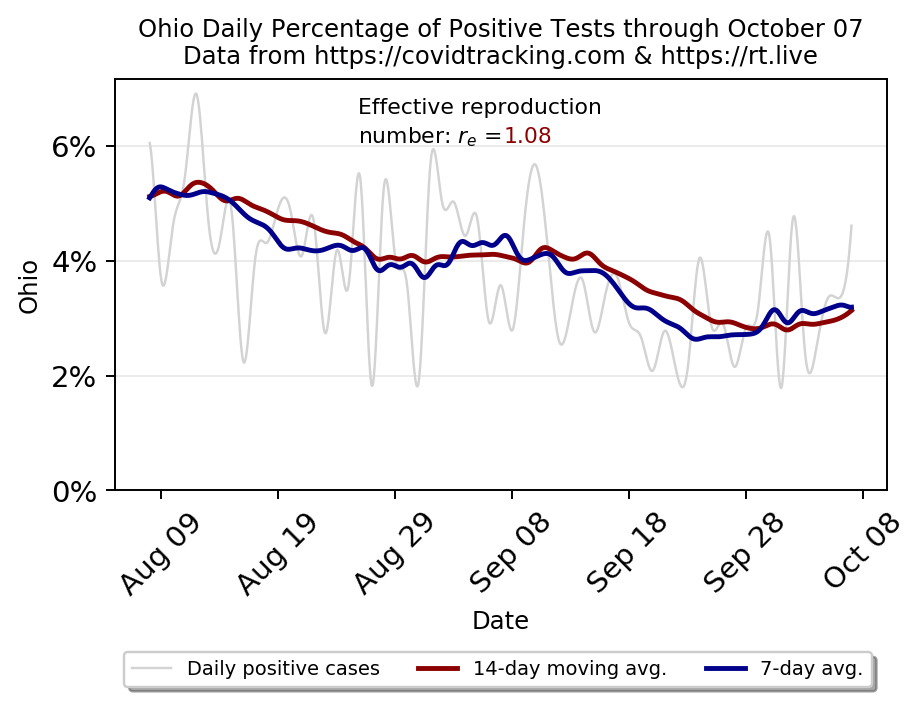 Ohio Daily Percentage of Positive Tests through October 07
Data from https://covidtracking.com & https://rt.live
Effective reproduction
number: rₑ =1.08
6%
4%
2%
0%
Ohio
Aug 09
Aug 19
Aug 29
Sep 08
Sep 18
Sep 28
Oct 08
Date
Daily positive cases
14-day moving avg.
7-day avg.